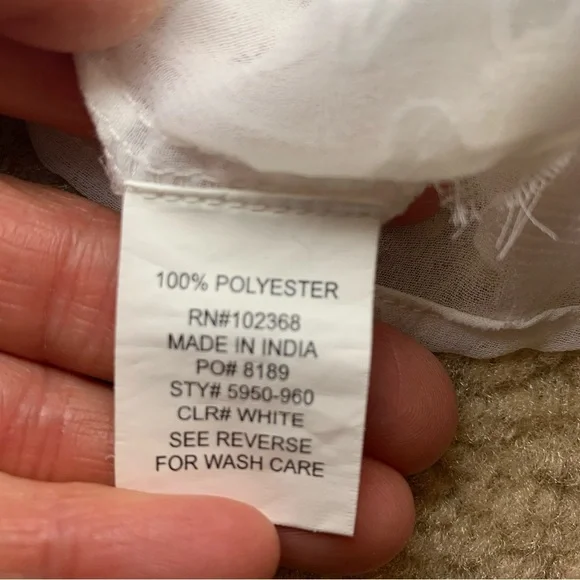 100% POLYESTER
RN#102368
MADE IN INDIA
PO# 8189
STY# 5950-960
CLR# WHITE
SEE REVERSE
FOR WASH CARE